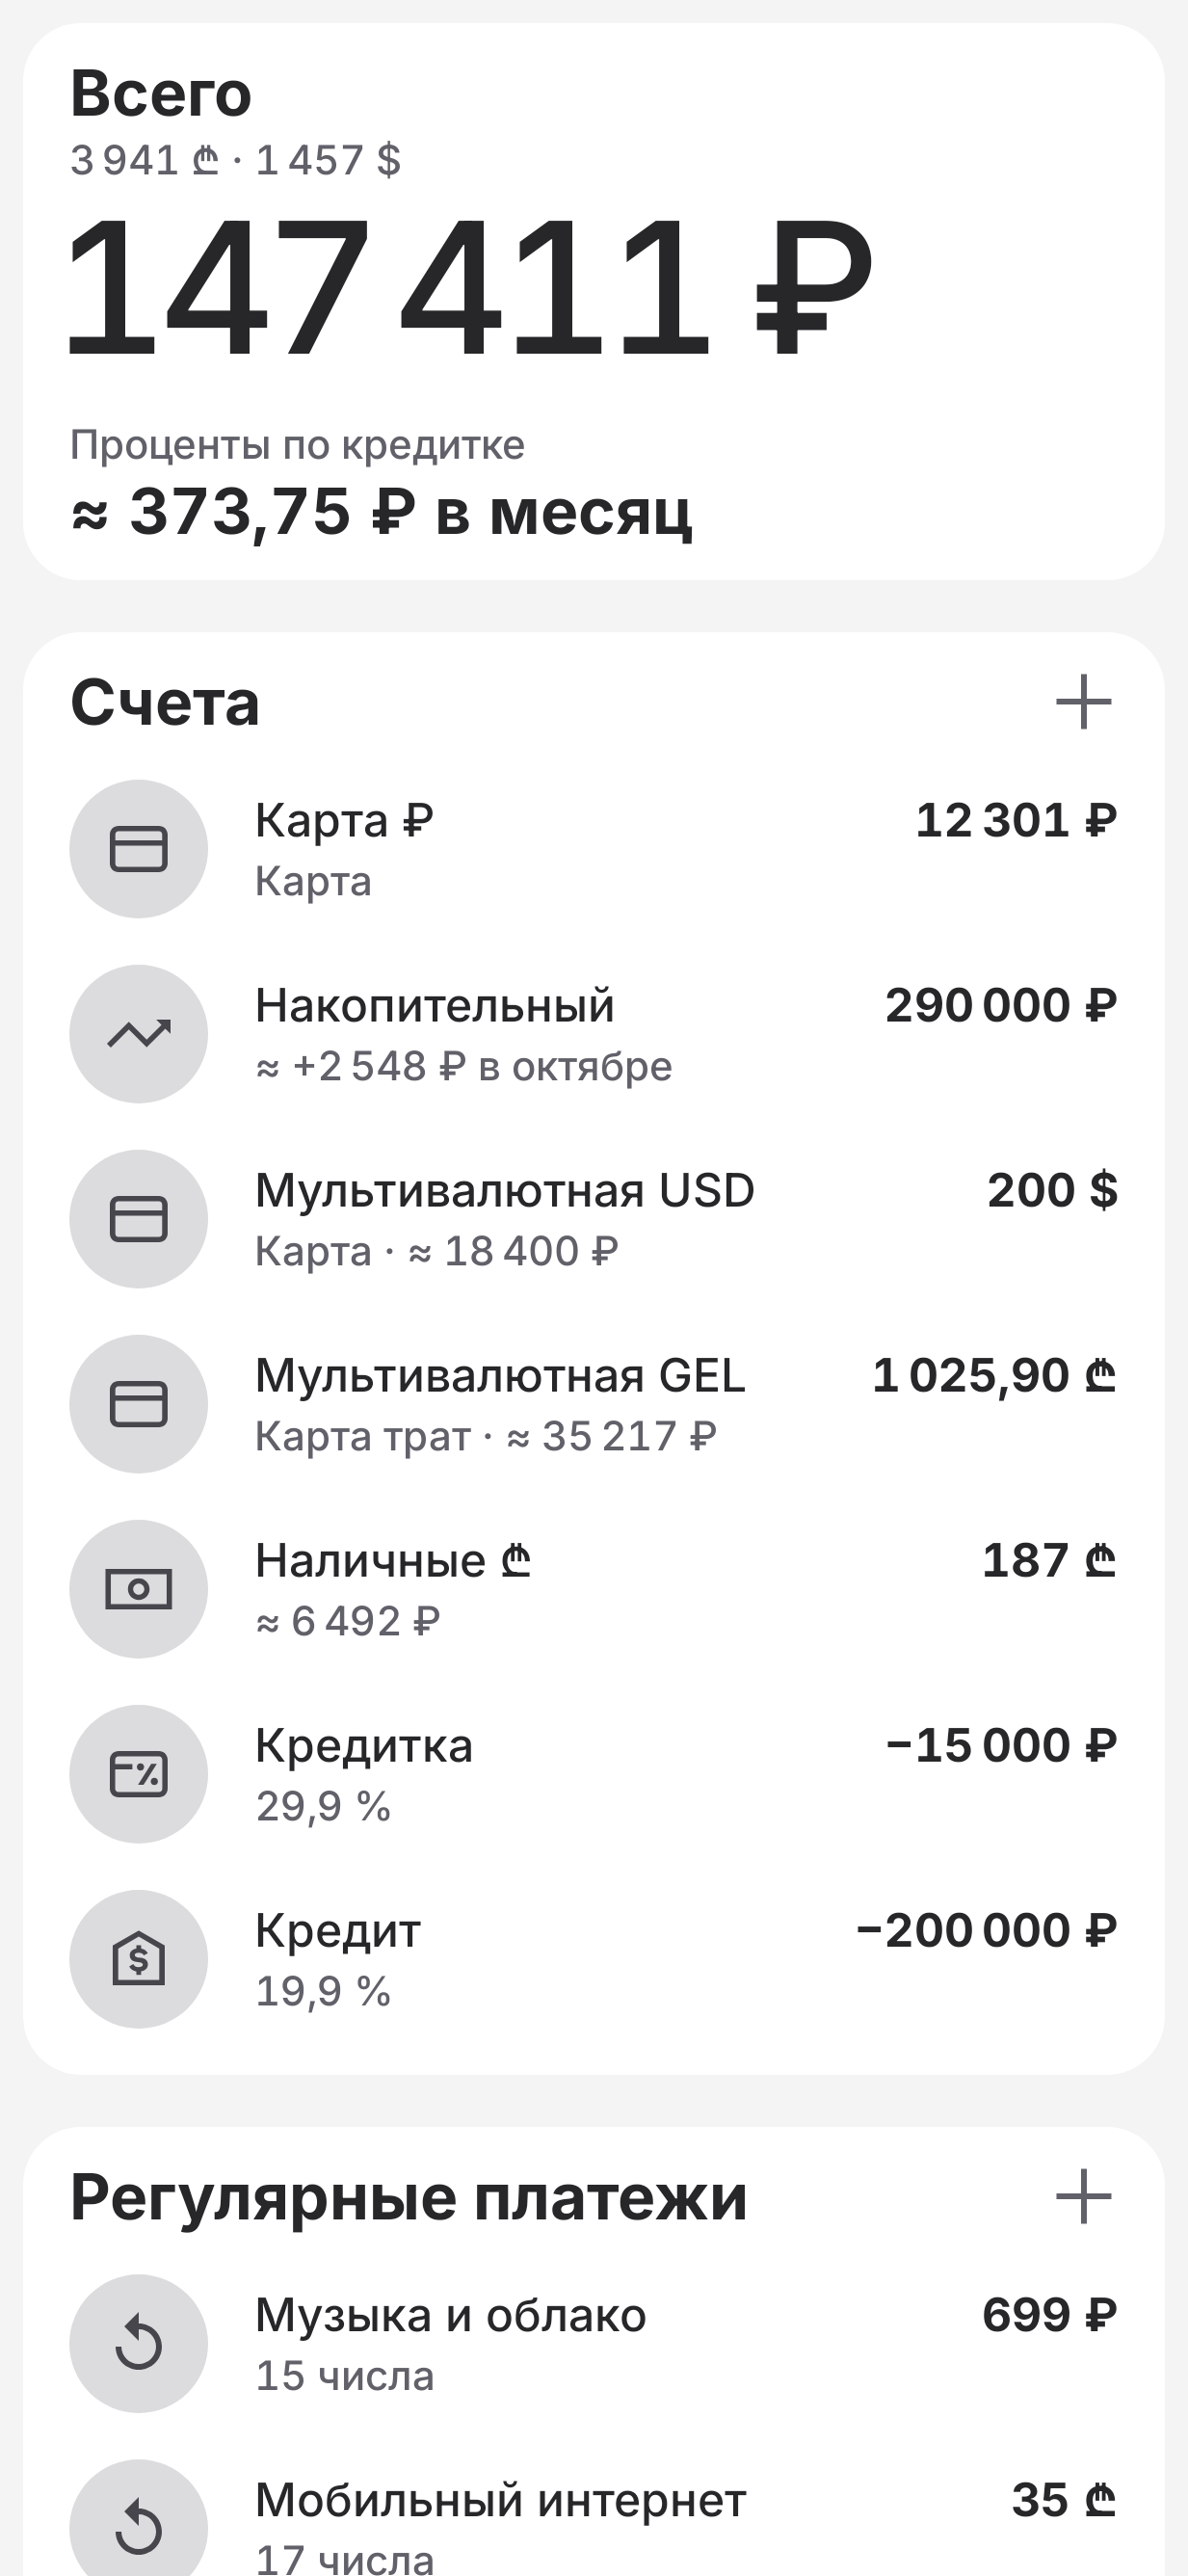 Всего
3 941 ₾ · 1 457 $
147 411 ₽
Проценты по кредитке
≈ 373,75 ₽ в месяц
Счета
Карта ₽ 12 301 ₽
Карта
Накопительный 290 000 ₽
≈ +2 548 ₽ в октябре
Мультивалютная USD 200 $
Карта · ≈ 18 400 ₽
Мультивалютная GEL 1 025,90 ₾
Карта трат · ≈ 35 217 ₽
Наличные ₾ 187 ₾
≈ 6 492 ₽
Кредитка −15 000 ₽
29,9 %
Кредит −200 000 ₽
19,9 %
Регулярные платежи
Музыка и облако 699 ₽
15 числа
Мобильный интернет 35 ₾
17 числа